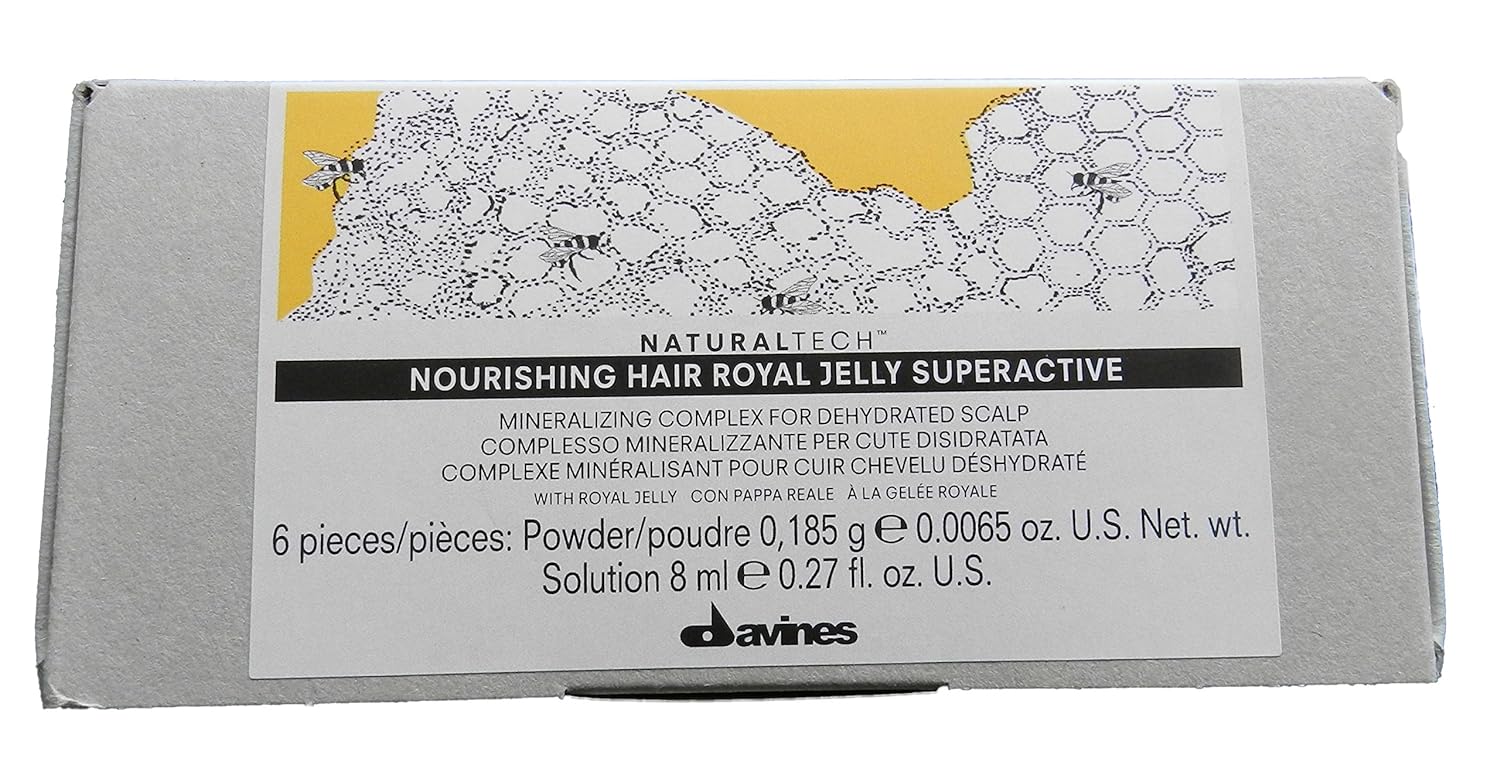 NATURALTECH™
NOURISHING HAIR ROYAL JELLY SUPERACTIVE
MINERALIZING COMPLEX FOR DEHYDRATED SCALP
COMPLESSO MINERALIZZANTE PER CUTE DISIDRATATA
COMPLEXE MINÉRALISANT POUR CUIR CHEVELU DÉSHYDRATÉ
WITH ROYAL JELLY CON PAPPA REALE À LA GELÉE ROYALE
6 pieces/pièces: Powder/poudre 0,185 g ℮ 0.0065 oz. U.S. Net. wt.
Solution 8 ml ℮ 0.27 fl. oz. U.S.
davines